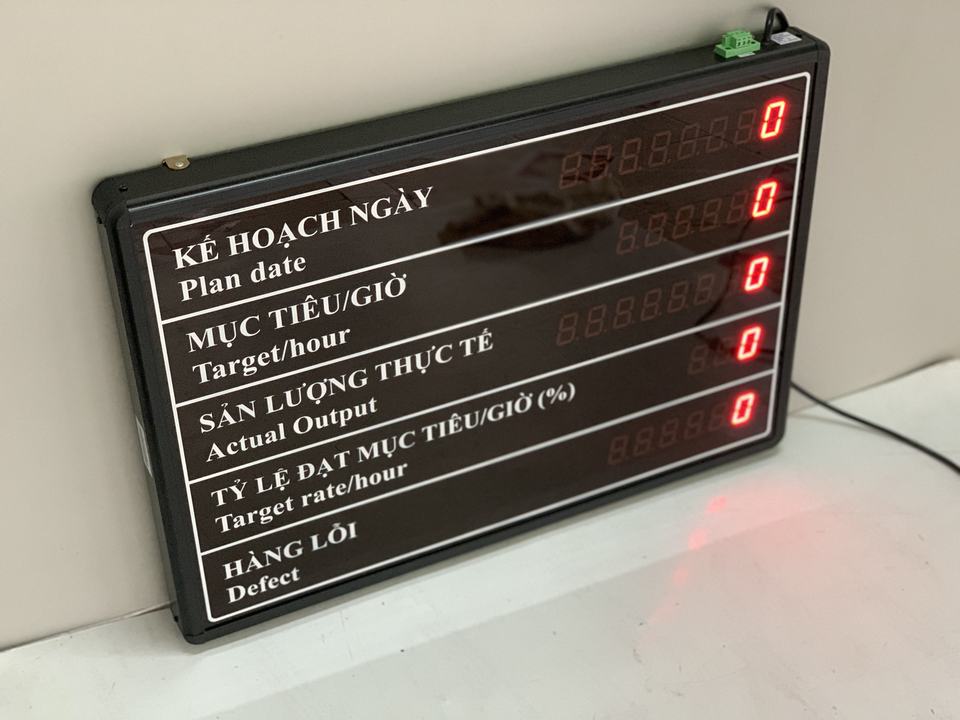 KẾ HOẠCH NGÀY 0
Plan date
MỤC TIÊU/GIỜ 0
Target/hour
SẢN LƯỢNG THỰC TẾ 0
Actual Output
TỶ LỆ ĐẠT MỤC TIÊU/GIỜ (%) 0
Target rate/hour
HÀNG LỖI 0
Defect